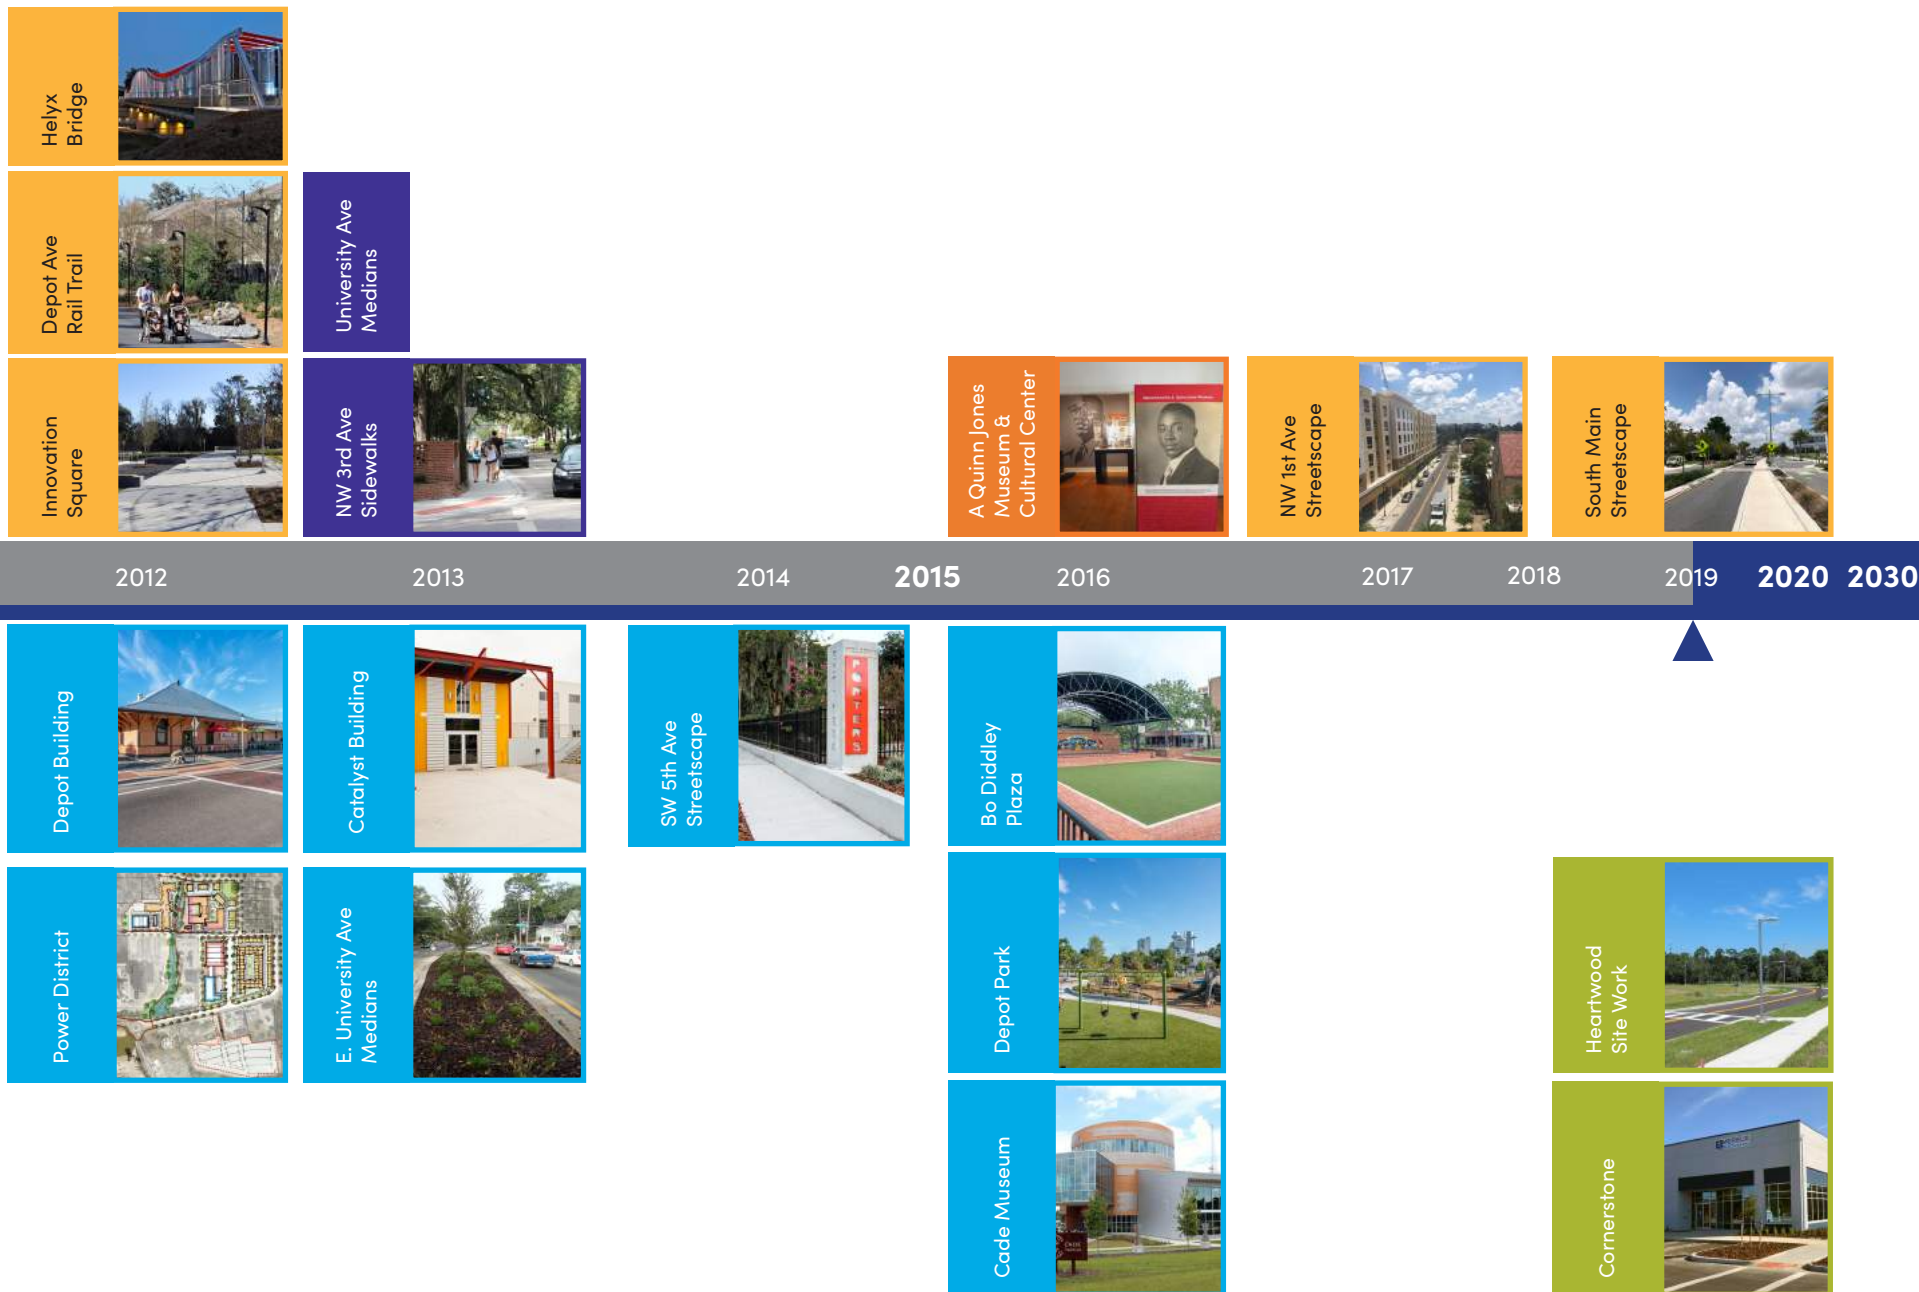 Helyx
Bridge
Depot Ave
Rail Trail
University Ave
Medians
Innovation
Square
NW 3rd Ave
Sidewalks
A Quinn Jones
Museum &
Cultural Center
NW 1st Ave
Streetscape
South Main
Streetscape
2012
2013
2014
2015
2016
2017
2018
2019
2020
2030
Depot Building
Catalyst Building
SW 5th Ave
Streetscape
PORTERS
Bo Diddley
Plaza
Power District
E. University Ave
Medians
Depot Park
Heartwood
Site Work
Cade Museum
CADE
Cornerstone